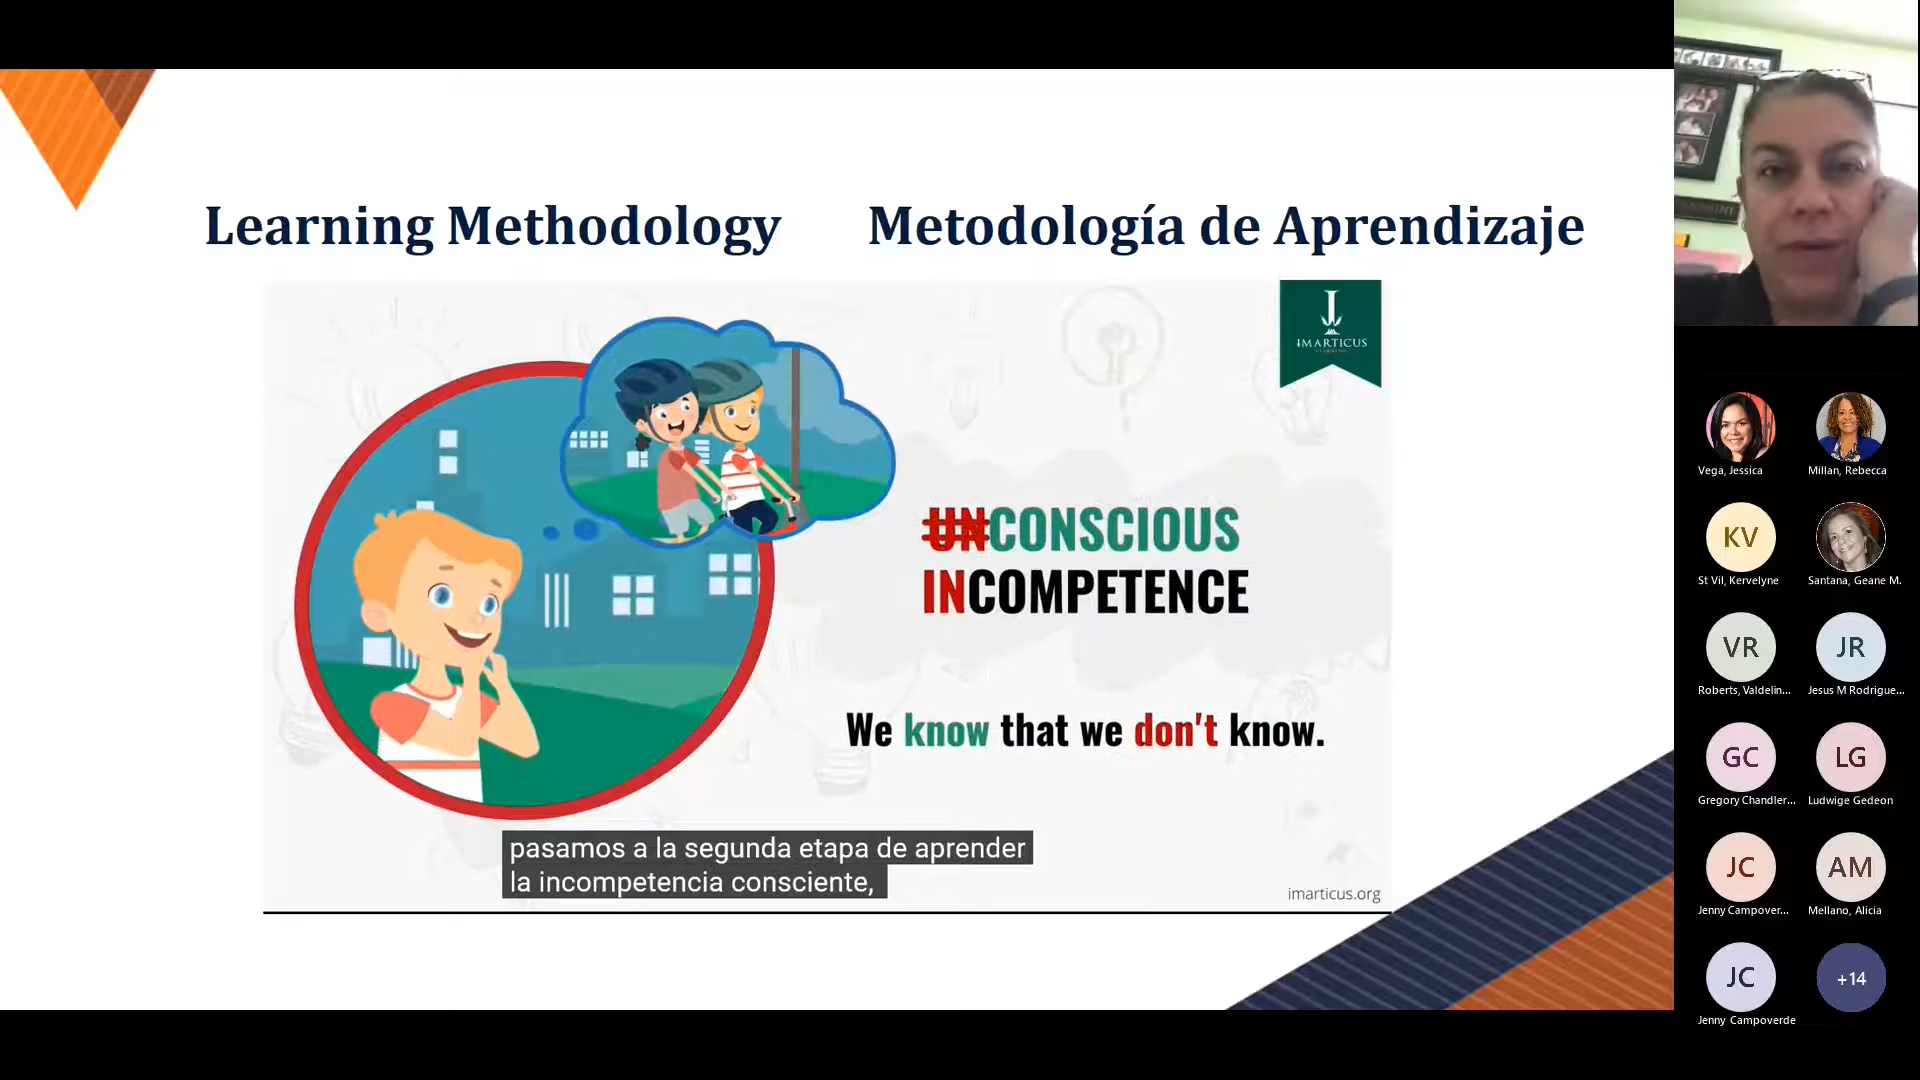 Learning Methodology
Metodología de Aprendizaje
IMARTICUS
LEARNING
UNCONSCIOUS
INCOMPETENCE
We know that we don't know.
pasamos a la segunda etapa de aprender
la incompetencia consciente,
imarticus.org
Vega, Jessica
Millan, Rebecca
KV
St Vil, Kervelyne
Santana, Geane M.
VR
Roberts, Valdelin...
JR
Jesus M Rodrigue...
GC
Gregory Chandler...
LG
Ludwige Gedeon
JC
Jenny Campover...
AM
Mellano, Alicia
JC
Jenny Campoverde
+14